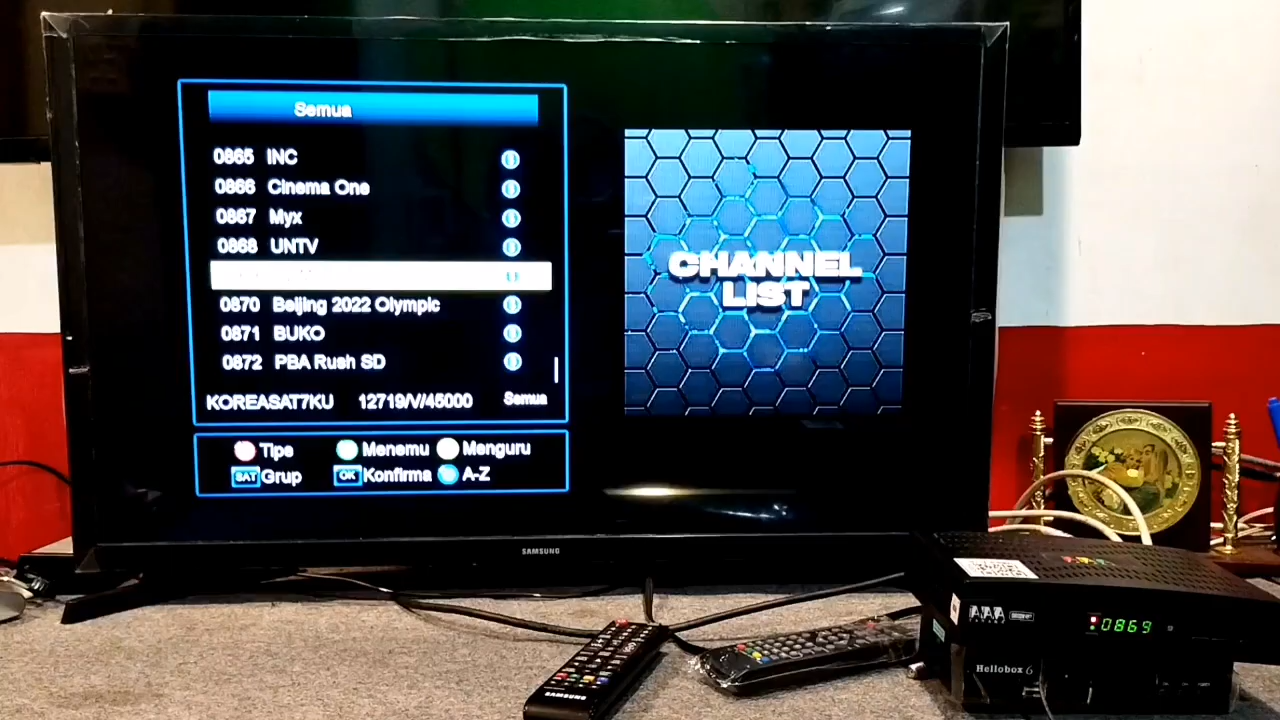 Semua
0865 INC
0866 Cinema One
0867 Myx
0868 UNTV
0870 Beijing 2022 Olympic
0871 BUKO
0872 PBA Rush SD
KOREASAT7KU 12719/V/45000 Semua
Tipe Menemu Menguru
SAT Grup OK Konfirma A-Z
CHANNEL
LIST
SAMSUNG
SAMSUNG
0869
Hellobox 6